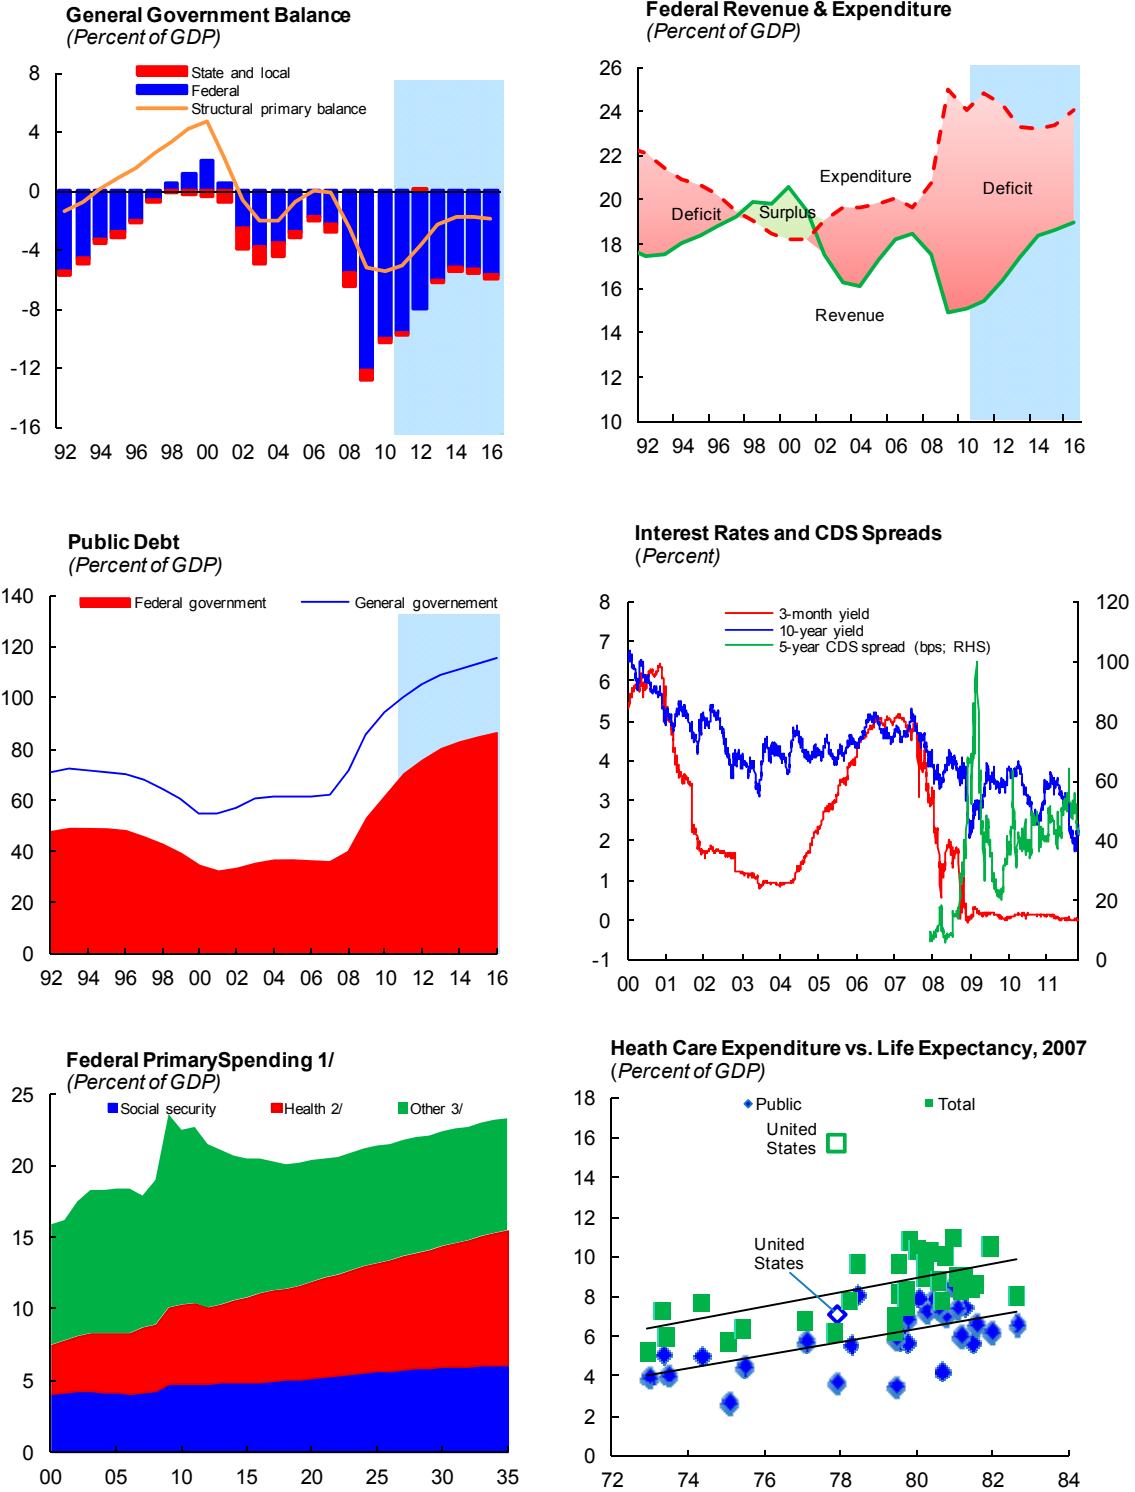 General Government Balance
(Percent of GDP)
State and local
Federal
Structural primary balance
8
4
0
-4
-8
-12
-16
92 94 96 98 00 02 04 06 08 10 12 14 16
Federal Revenue & Expenditure
(Percent of GDP)
26
24
22
20
18
16
14
12
10
Expenditure
Deficit
Deficit
Surplus
Revenue
92 94 96 98 00 02 04 06 08 10 12 14 16
Public Debt
(Percent of GDP)
Federal government
General governement
140
120
100
80
60
40
20
0
92 94 96 98 00 02 04 06 08 10 12 14 16
Interest Rates and CDS Spreads
(Percent)
3-month yield
10-year yield
5-year CDS spread (bps; RHS)
8
7
6
5
4
3
2
1
0
-1
120
100
80
60
40
20
0
00 01 02 03 04 05 06 07 08 09 10 11
Federal PrimarySpending 1/
(Percent of GDP)
Social security
Health 2/
Other 3/
25
20
15
10
5
0
00 05 10 15 20 25 30 35
Heath Care Expenditure vs. Life Expectancy, 2007
(Percent of GDP)
Public
Total
United
States
United
States
18
16
14
12
10
8
6
4
2
0
72 74 76 78 80 82 84